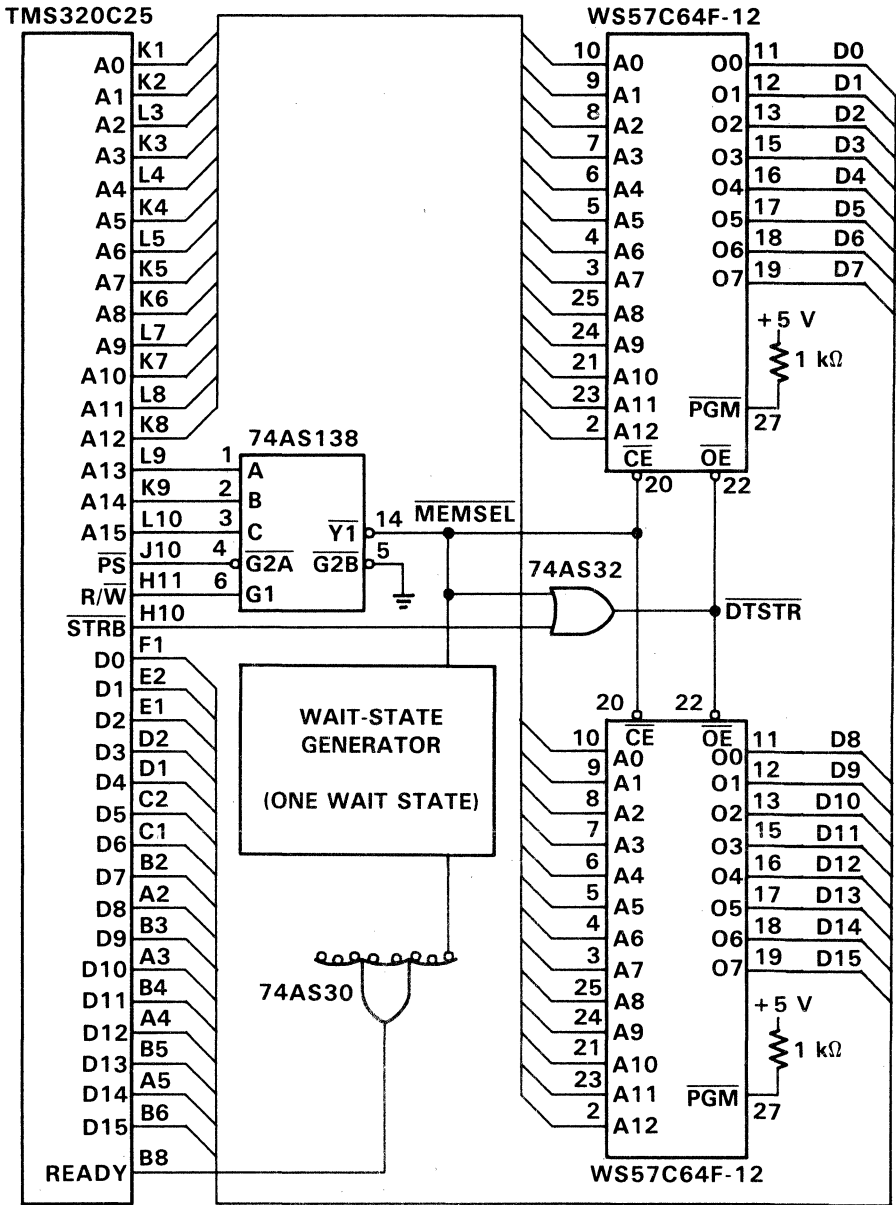 TMS320C25
WS57C64F-12
A0 K1
A1 K2
A2 L3
A3 K3
A4 L4
A5 K4
A6 L5
A7 K5
A8 K6
A9 L7
A10 K7
A11 L8
A12 K8
A13 L9
A14 K9
A15 L10
PS J10
R/W H11
STRB H10
D0 F1
D1 E2
D2 E1
D3 D2
D4 D1
D5 C2
D6 C1
D7 B2
D8 A2
D9 B3
D10 A3
D11 B4
D12 A4
D13 B5
D14 A5
D15 B6
READY B8
74AS138
1 A
2 B
3 C
4 G2A
6 G1
Y1 14
G2B 5
MEMSEL
74AS32
DTSTR
WAIT-STATE
GENERATOR
(ONE WAIT STATE)
74AS30
10 A0 O0 11 D0
9 A1 O1 12 D1
8 A2 O2 13 D2
7 A3 O3 15 D3
6 A4 O4 16 D4
5 A5 O5 17 D5
4 A6 O6 18 D6
3 A7 O7 19 D7
25 A8
24 A9
21 A10
23 A11
2 A12
+5 V
1 kΩ
PGM 27
CE OE
20 22
20 22
CE OE
10 A0 O0 11 D8
9 A1 O1 12 D9
8 A2 O2 13 D10
7 A3 O3 15 D11
6 A4 O4 16 D12
5 A5 O5 17 D13
4 A6 O6 18 D14
3 A7 O7 19 D15
25 A8
24 A9
21 A10
23 A11
2 A12
+5 V
1 kΩ
PGM 27
WS57C64F-12